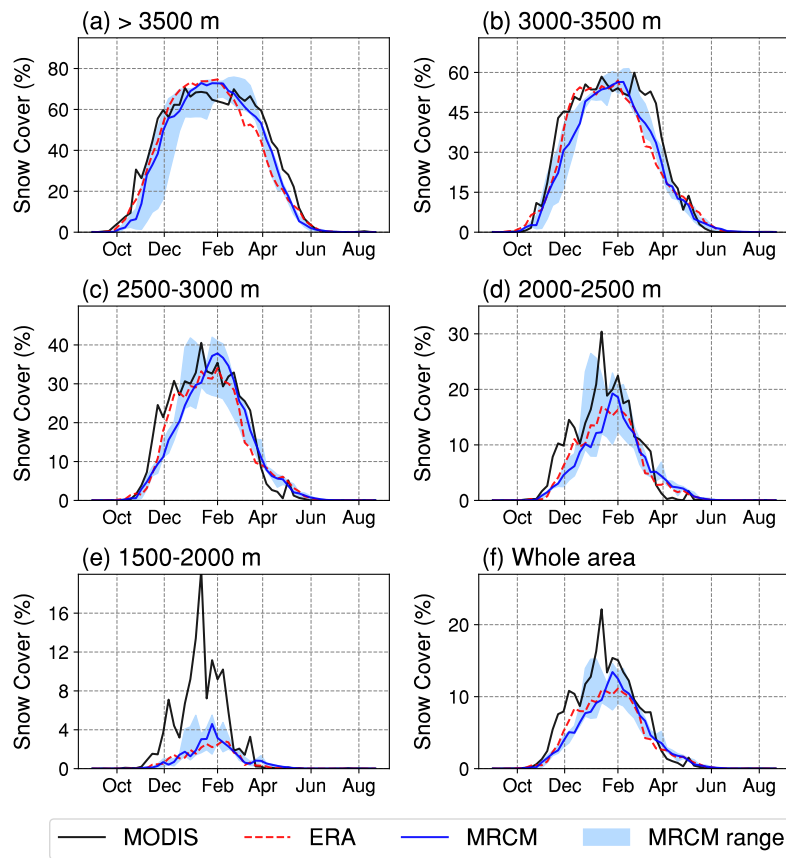 (a) > 3500 m
(b) 3000-3500 m
Snow Cover (%)
80
60
40
20
0
Oct Dec Feb Apr Jun Aug
Snow Cover (%)
60
45
30
15
0
Oct Dec Feb Apr Jun Aug
(c) 2500-3000 m
(d) 2000-2500 m
Snow Cover (%)
40
30
20
10
0
Oct Dec Feb Apr Jun Aug
Snow Cover (%)
30
20
10
0
Oct Dec Feb Apr Jun Aug
(e) 1500-2000 m
(f) Whole area
Snow Cover (%)
16
12
8
4
0
Oct Dec Feb Apr Jun Aug
Snow Cover (%)
20
10
0
Oct Dec Feb Apr Jun Aug
MODIS ERA MRCM MRCM range